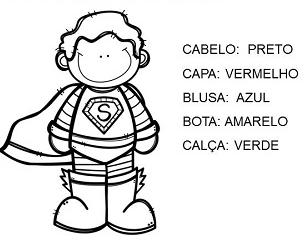 S
CABELO: PRETO
CAPA: VERMELHO
BLUSA: AZUL
BOTA: AMARELO
CALÇA: VERDE